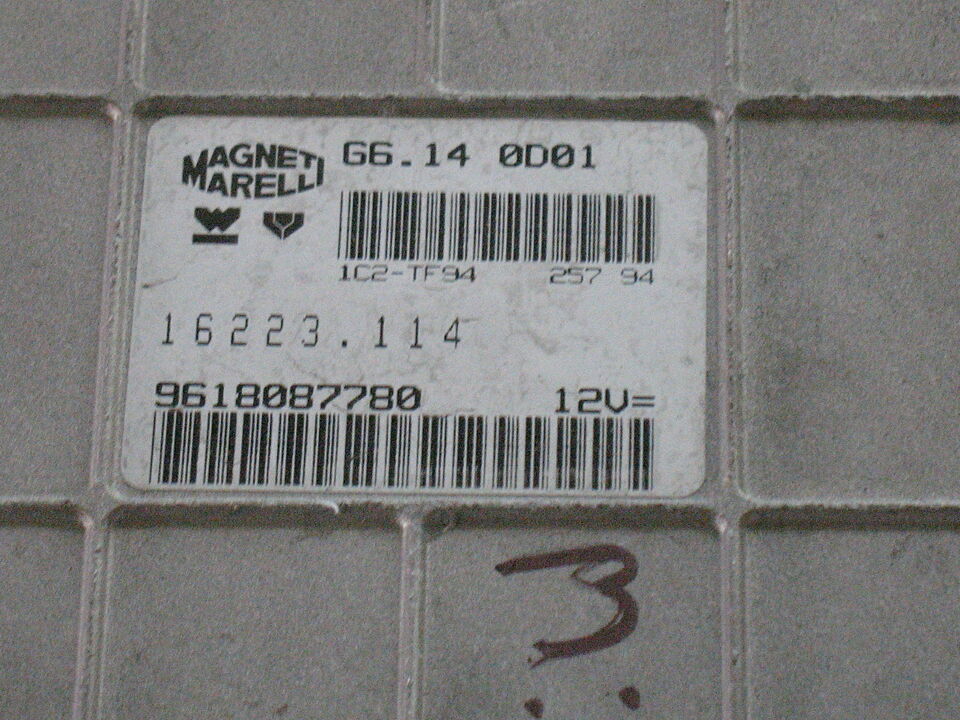 MAGNETI
MARELLI
G6.14 0D01
1C2-TF94 257 94
16223.114
9618087780 12V=
3